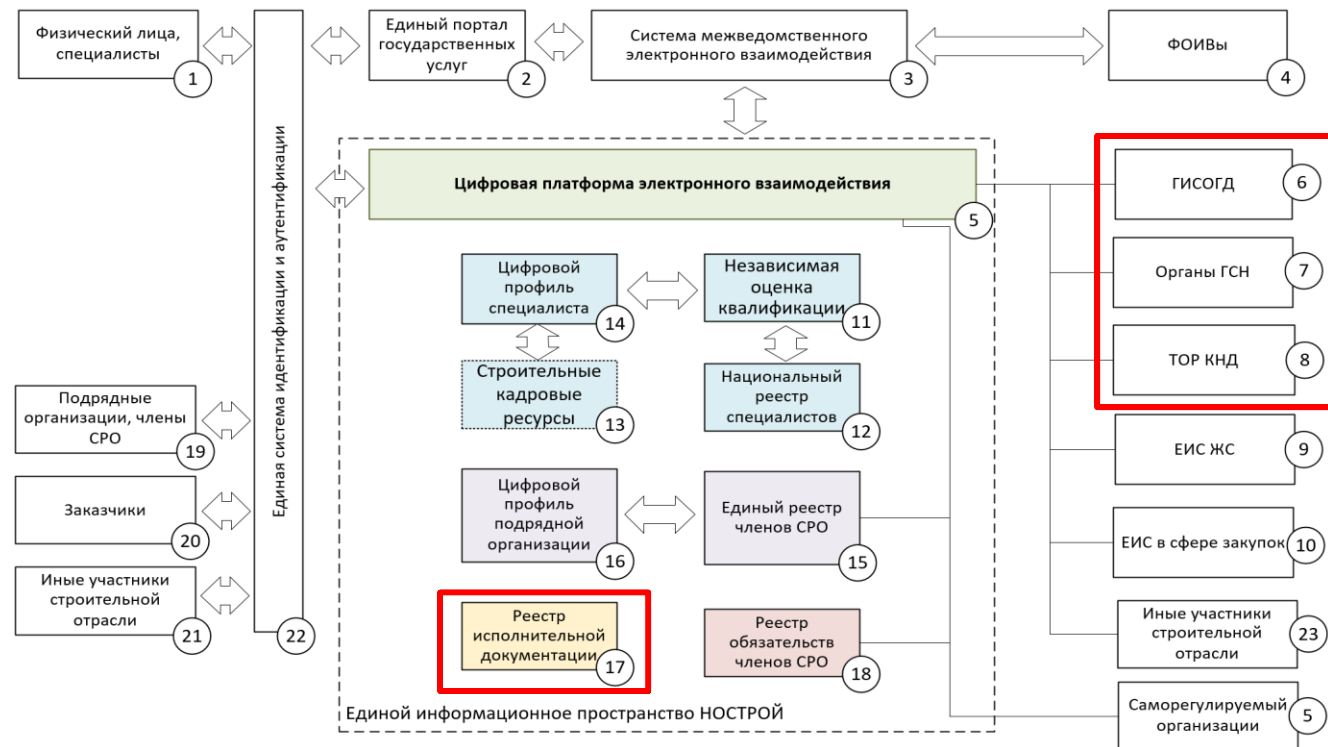 Физический лица,
специалисты
1
Единый портал
государственных
услуг
2
Система межведомственного
электронного взаимодействия
3
ФОИВы
4
Единая система идентификации и аутентификации
22
Цифровая платформа электронного взаимодействия
5
ГИСОГД
6
Органы ГСН
7
ТОР КНД
8
ЕИС ЖС
9
ЕИС в сфере закупок
10
Иные участники
строительной
отрасли
23
Саморегулируемый
организации
5
Цифровой
профиль
специалиста
14
Независимая
оценка
квалификации
11
Строительные
кадровые
ресурсы
13
Национальный
реестр
специалистов
12
Подрядные
организации, члены
СРО
19
Заказчики
20
Иные участники
строительной
отрасли
21
Цифровой
профиль
подрядной
организации
16
Единый реестр
членов СРО
15
Реестр
исполнительной
документации
17
Реестр
обязательств
членов СРО
18
Единой информационное пространство НОСТРОЙ